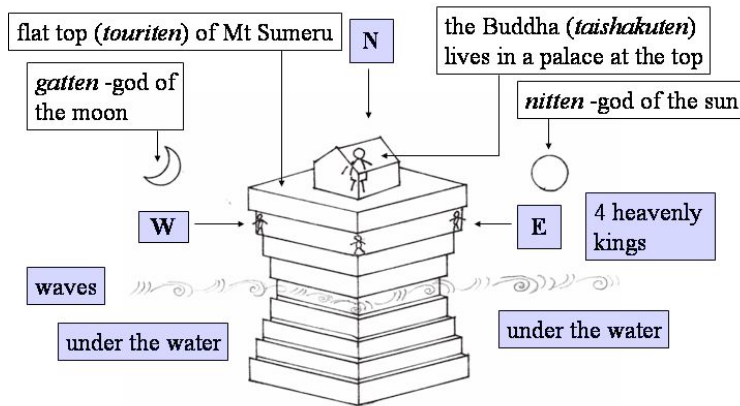 flat top (touriten) of Mt Sumeru
N
the Buddha (taishakuten)
lives in a palace at the top
gatten -god of
the moon
nitten -god of the sun
W
E
4 heavenly
kings
waves
under the water
under the water